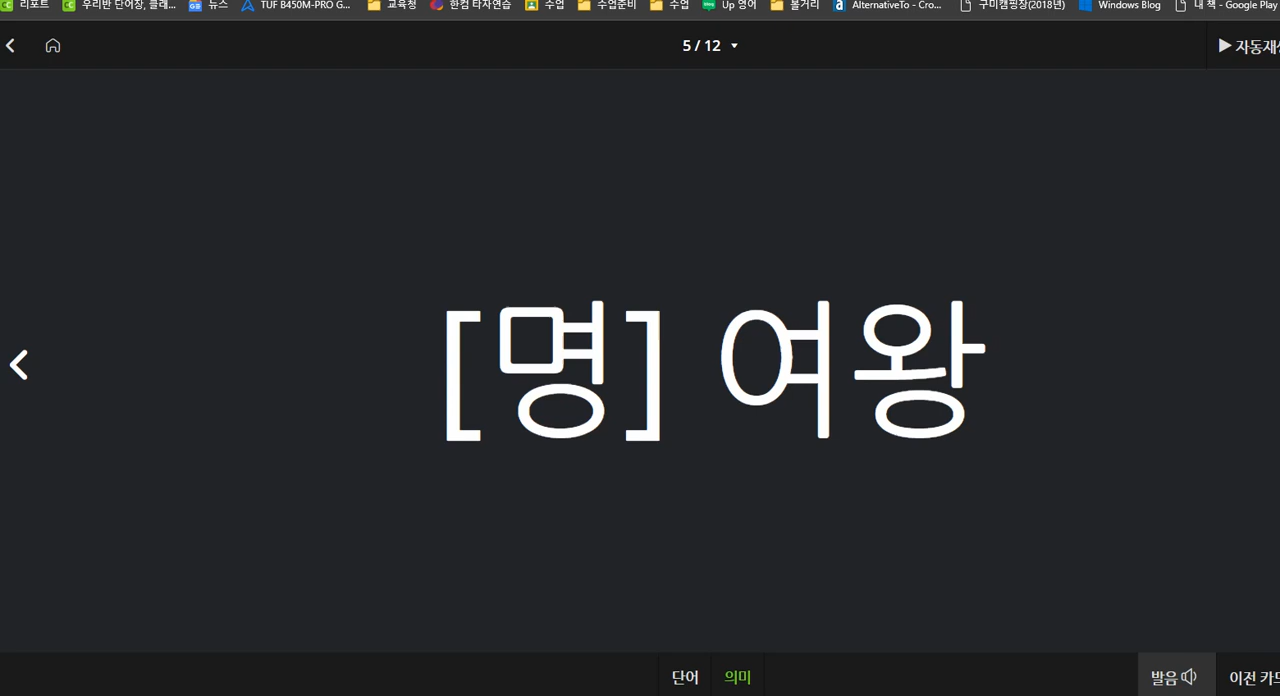 리포트 우리반 단어장, 클래... 뉴스 TUF B450M-PRO G... 교육청 한컴 타자연습 수업 수업준비 수업 Up 영어 볼거리 AlternativeTo - Cro... 구미캠핑장(2018년) Windows Blog 내 책 - Google Play
5 / 12 ▶ 자동재생
[명] 여왕
단어 의미 발음 이전 카드